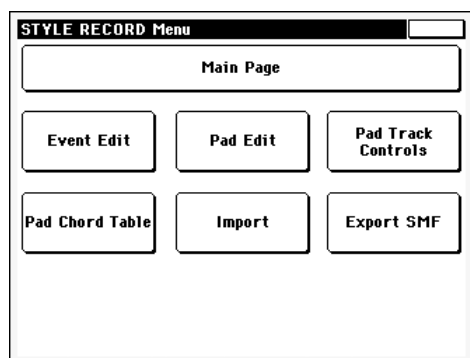 STYLE RECORD Menu
Main Page
Event Edit
Pad Edit
Pad Track
Controls
Pad Chord Table
Import
Export SMF